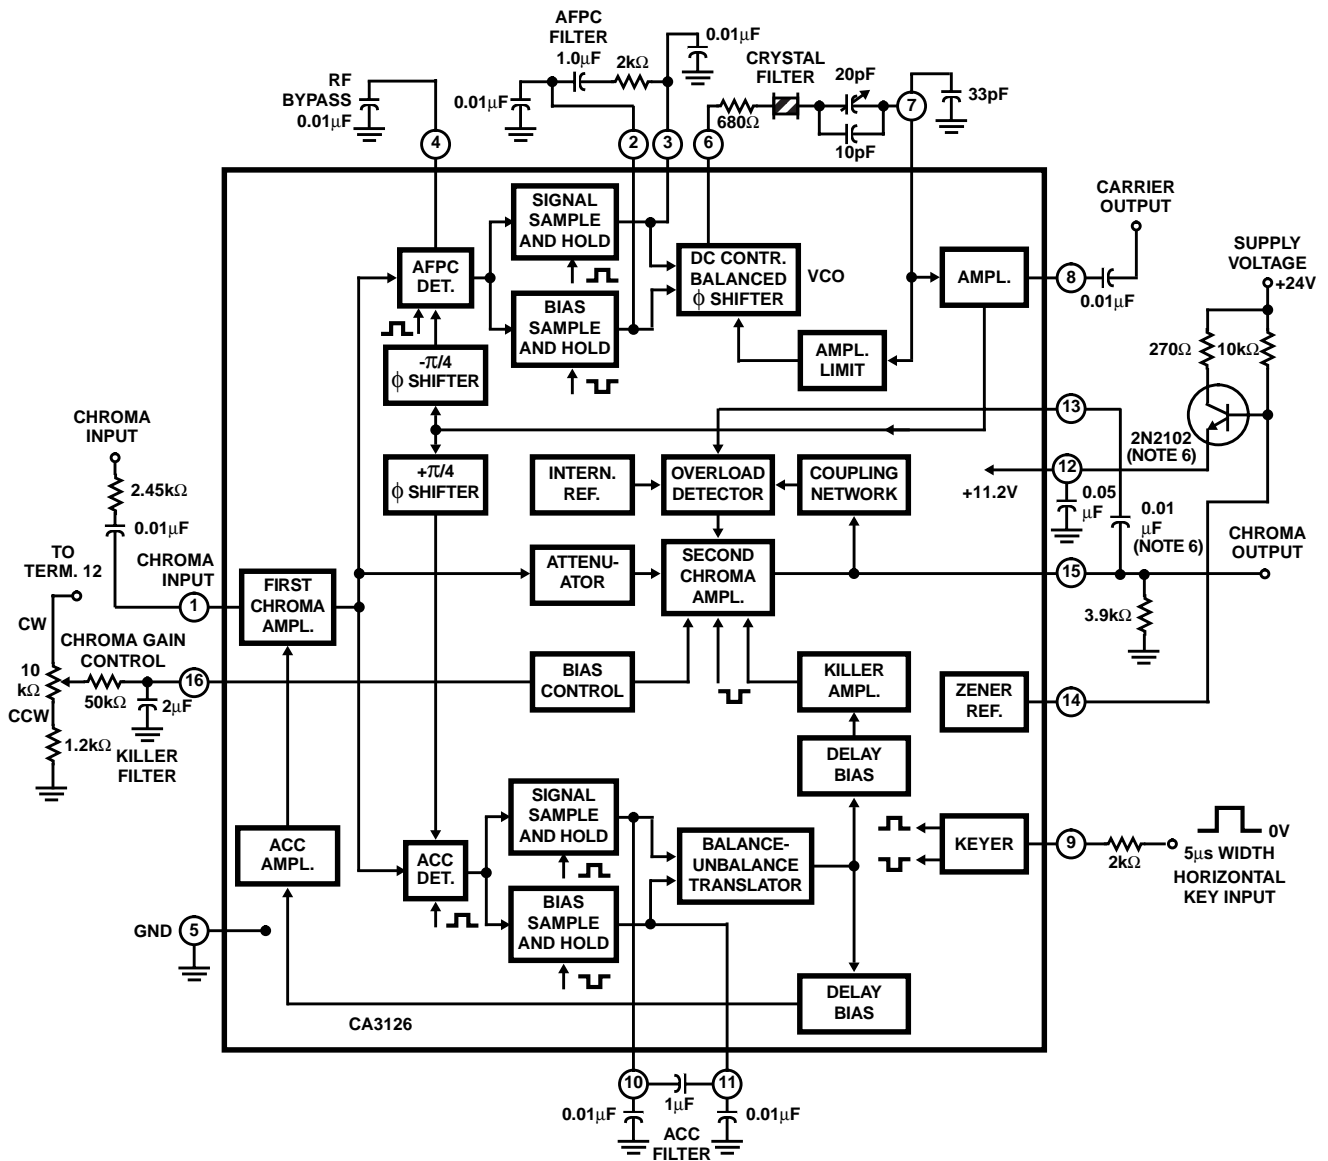 AFPC
FILTER
1.0μF
2kΩ
0.01μF
CRYSTAL
FILTER
20pF
RF
BYPASS
0.01μF
0.01μF
680Ω
10pF
33pF
4
2
3
6
7
CARRIER
OUTPUT
SIGNAL
SAMPLE
AND HOLD
AFPC
DET.
DC CONTR.
BALANCED
ϕ SHIFTER
VCO
AMPL.
8
0.01μF
SUPPLY
VOLTAGE
+24V
BIAS
SAMPLE
AND HOLD
AMPL.
LIMIT
270Ω
10kΩ
-π/4
ϕ SHIFTER
CHROMA
INPUT
13
2N2102
(NOTE 6)
+π/4
ϕ SHIFTER
INTERN.
REF.
OVERLOAD
DETECTOR
COUPLING
NETWORK
12
+11.2V
2.45kΩ
0.01μF
0.05
μF
0.01
μF
(NOTE 6)
CHROMA
OUTPUT
TO
TERM. 12
CHROMA
INPUT
1
FIRST
CHROMA
AMPL.
ATTENU-
ATOR
SECOND
CHROMA
AMPL.
15
3.9kΩ
CW
CHROMA GAIN
CONTROL
10
kΩ
50kΩ
16
2μF
CCW
1.2kΩ
KILLER
FILTER
BIAS
CONTROL
KILLER
AMPL.
ZENER
REF.
14
DELAY
BIAS
SIGNAL
SAMPLE
AND HOLD
ACC
AMPL.
ACC
DET.
BALANCE-
UNBALANCE
TRANSLATOR
KEYER
9
2kΩ
0V
5μs WIDTH
HORIZONTAL
KEY INPUT
BIAS
SAMPLE
AND HOLD
GND
5
DELAY
BIAS
CA3126
10
11
1μF
0.01μF
0.01μF
ACC
FILTER